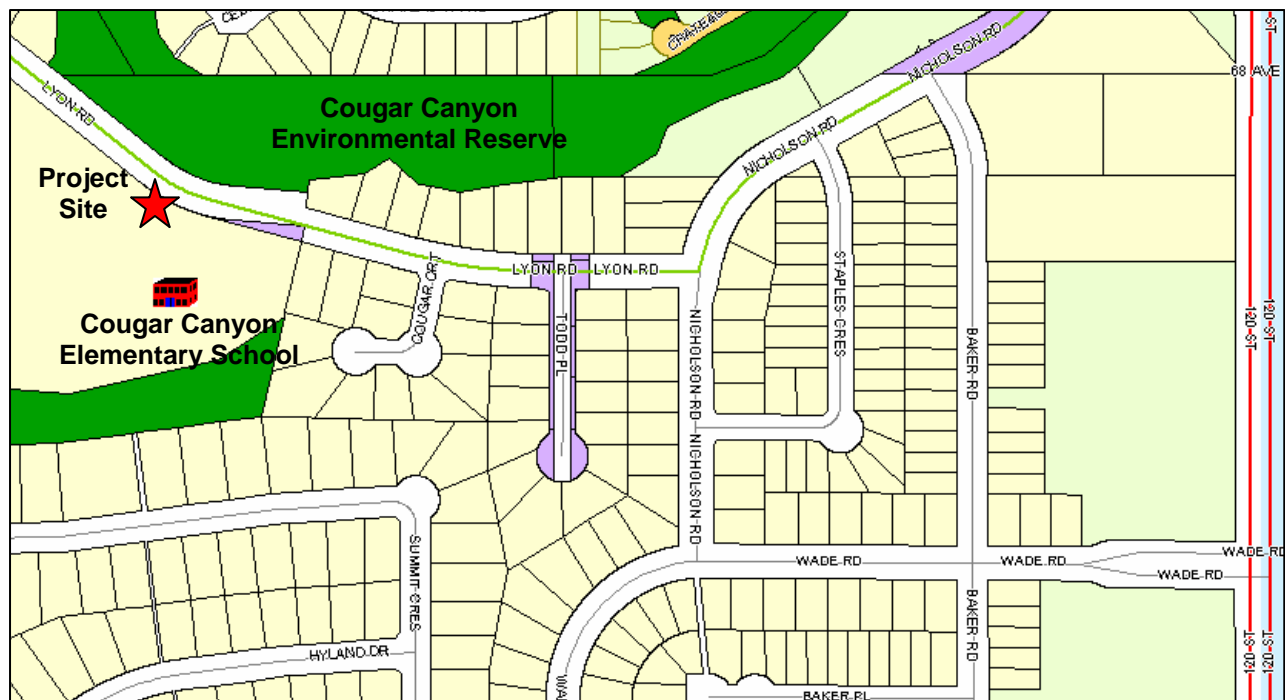 CHATEAU
ST
NICHOLSON RD
68 AVE
LYON RD
Cougar Canyon
Environmental Reserve
NICHOLSON RD
Project
Site
LYON RD
LYON RD
COUGAR CRT
STAPLES CRES
120 ST
120 ST
Cougar Canyon
Elementary School
TODD PL
NICHOLSON RD
BAKER RD
NICHOLSON RD
SUMMIT CRES
WADE RD
WADE RD
WADE RD
WADE RD
BAKER RD
HYLAND DR
WA
120 ST
120 ST
BAKER PL